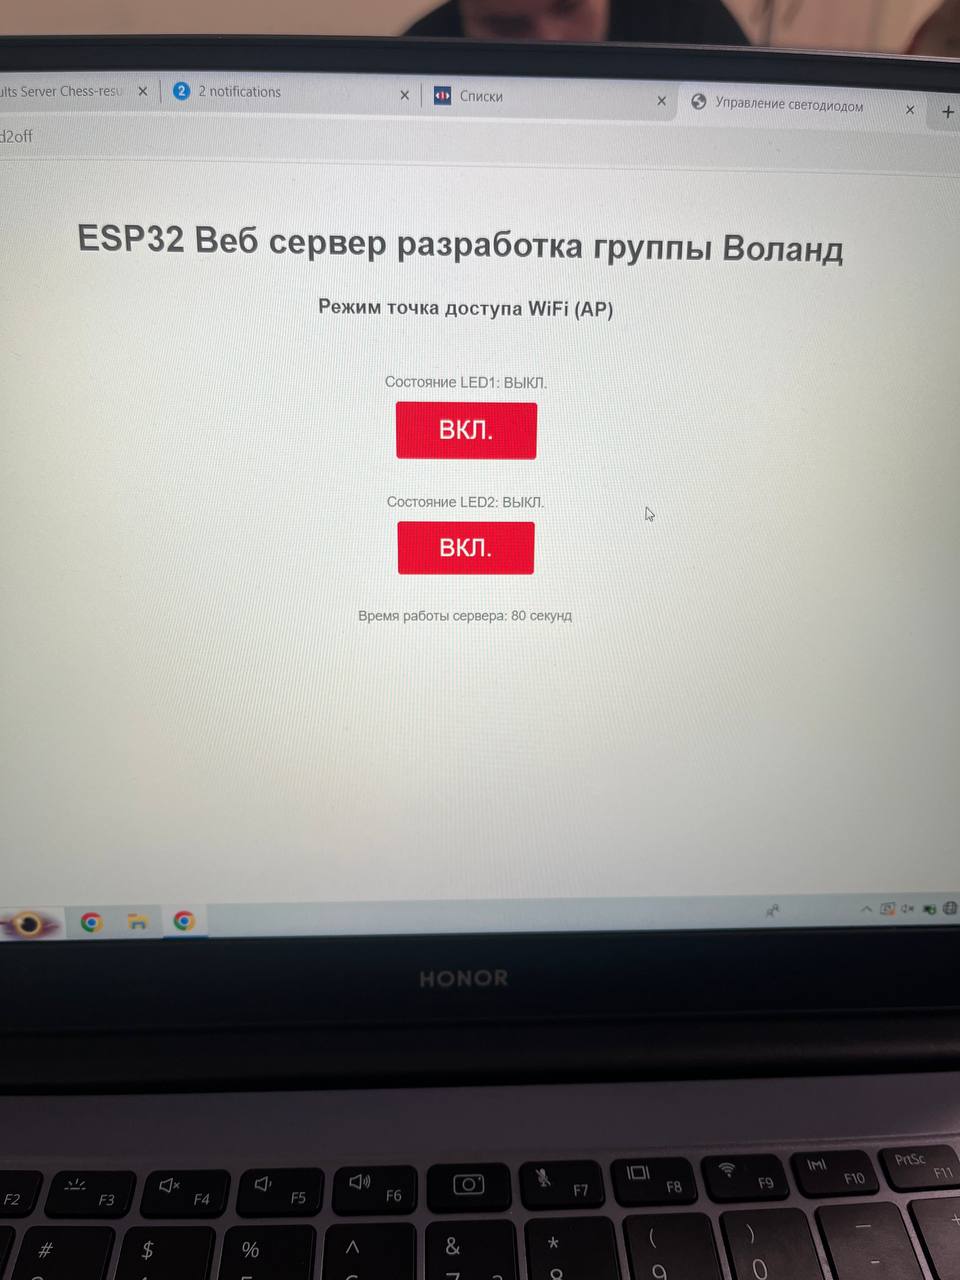 ults Server Chess-resu
2
2 notifications
Списки
Управление светодиодом
d2off
ESP32 Веб сервер разработка группы Воланд
Режим точка доступа WiFi (AP)
Состояние LED1: ВЫКЛ.
ВКЛ.
Состояние LED2: ВЫКЛ.
ВКЛ.
Время работы сервера: 80 секунд
HONOR
F2 F3 F4 F5 F6 F7 F8 F9 F10 PrtSc F11
# $ % ^ & * ( ) _ +
9 0 -